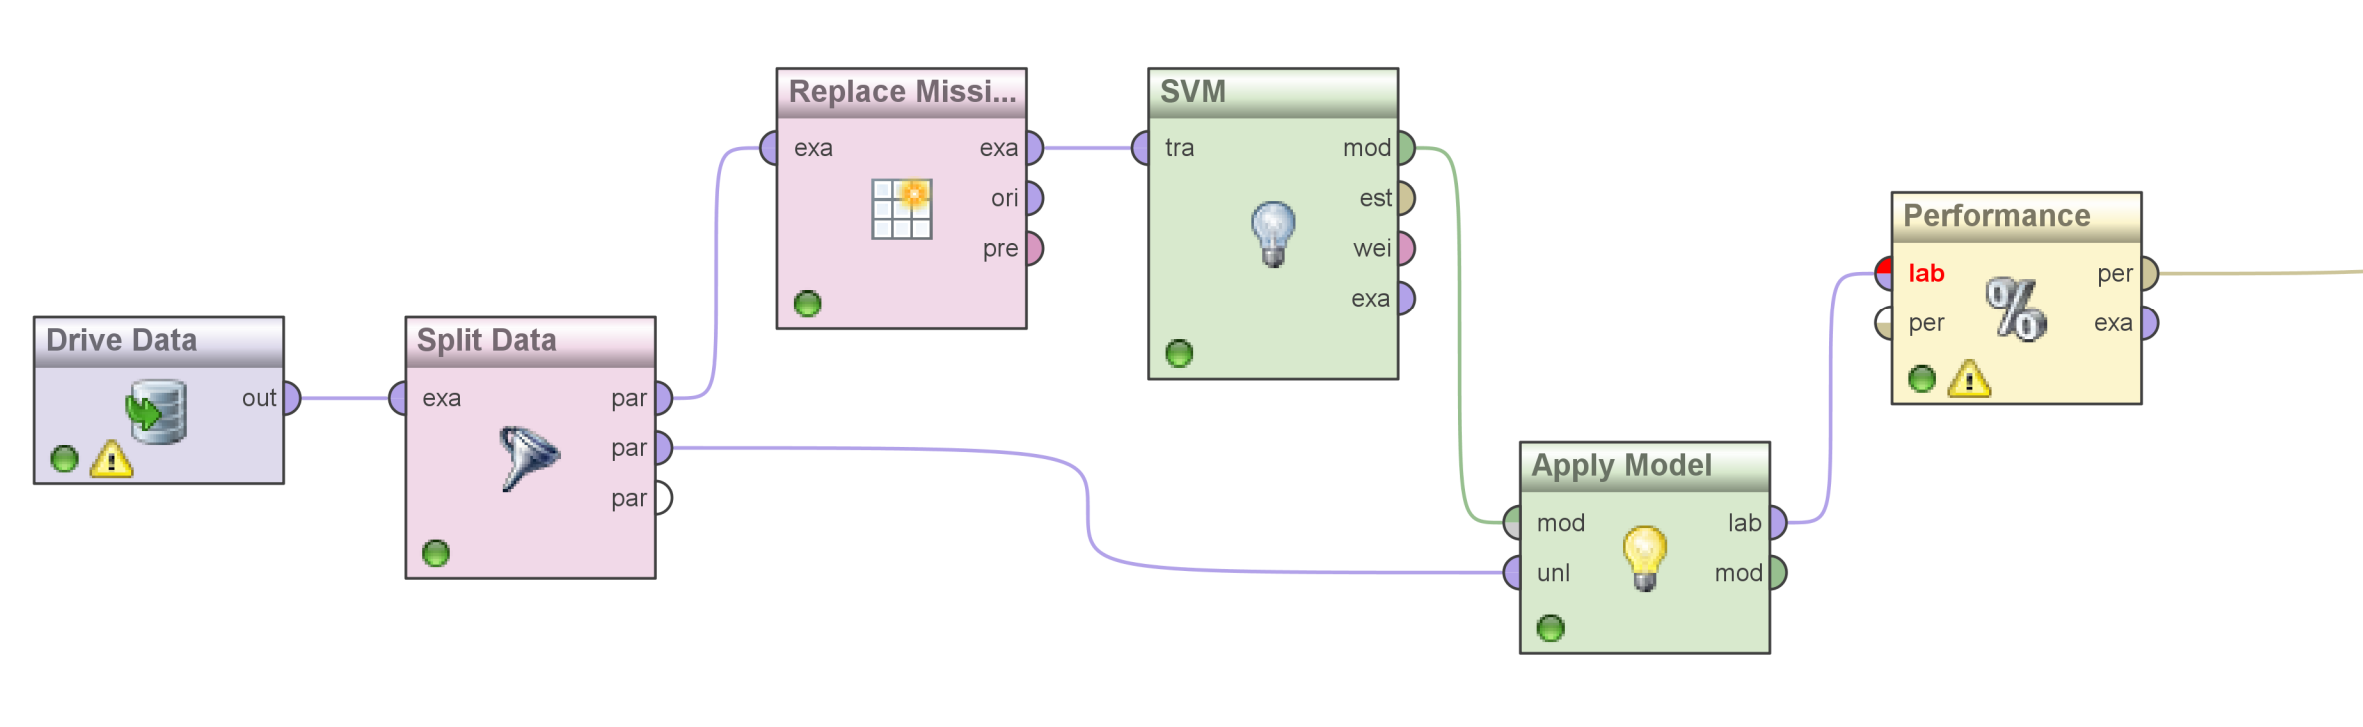 Drive Data
out
Split Data
exa
par
par
par
Replace Missi...
exa
exa
ori
pre
SVM
tra
mod
est
wei
exa
Apply Model
mod
lab
unl
mod
Performance
lab
per
per
exa